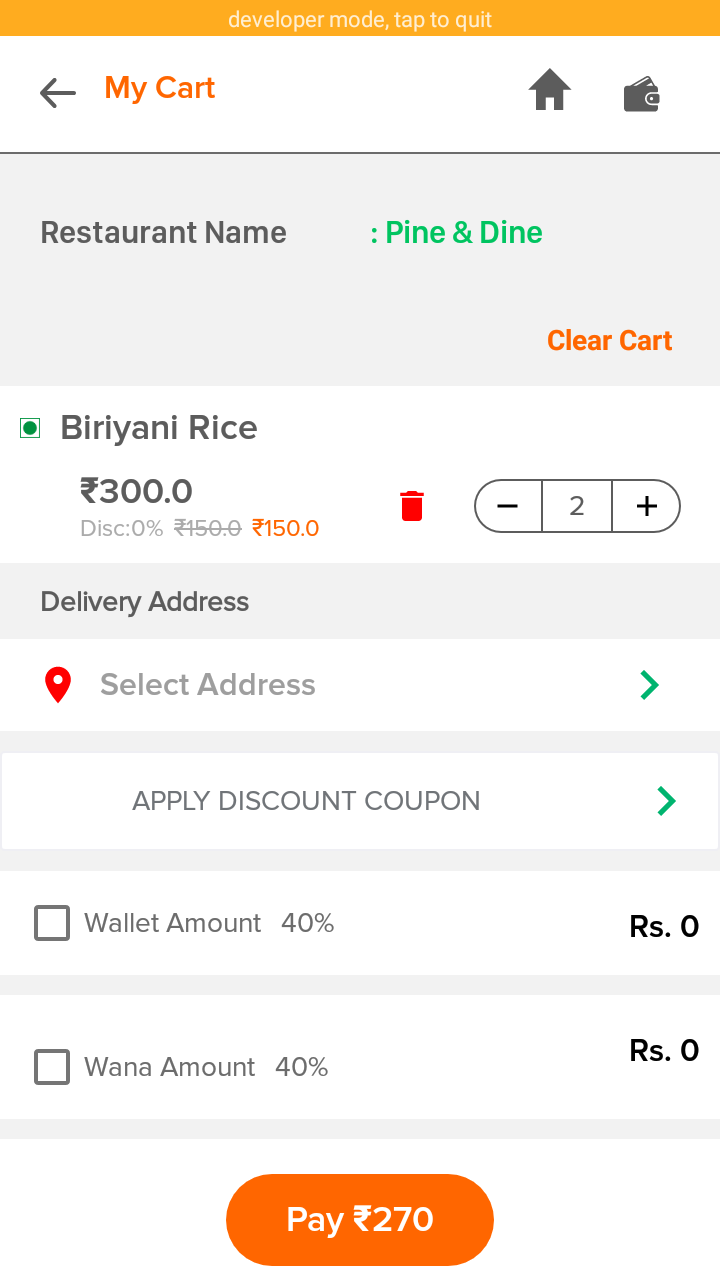 developer mode, tap to quit
My Cart
Restaurant Name : Pine & Dine
Clear Cart
Biriyani Rice
₹300.0
Disc:0% ₹150.0 ₹150.0
2
Delivery Address
Select Address
APPLY DISCOUNT COUPON
Wallet Amount 40% Rs. 0
Wana Amount 40% Rs. 0
Pay ₹270